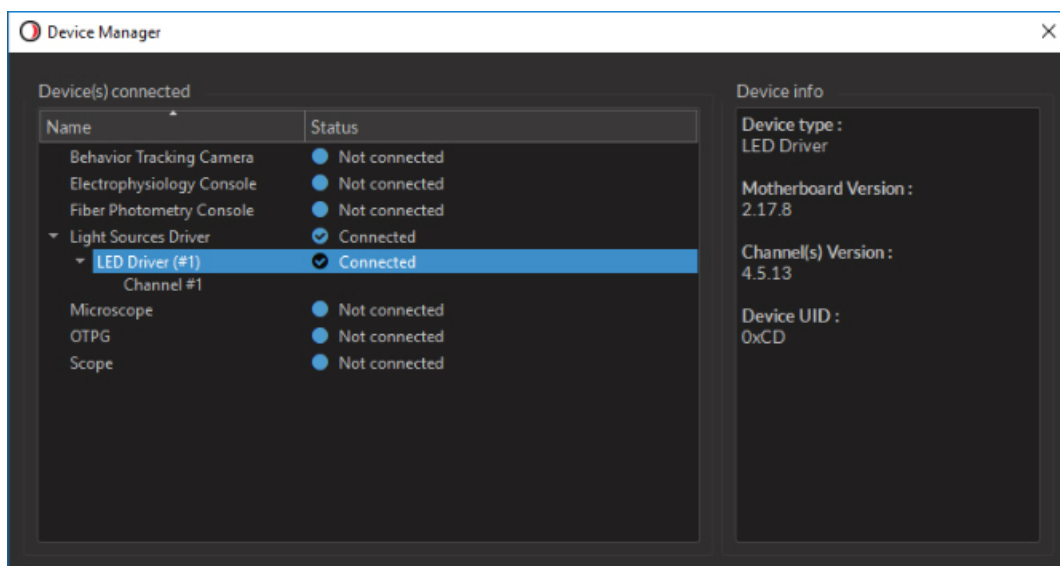 Device Manager
Device(s) connected
Name Status
Behavior Tracking Camera Not connected
Electrophysiology Console Not connected
Fiber Photometry Console Not connected
Light Sources Driver Connected
LED Driver (#1) Connected
Channel #1
Microscope Not connected
OTPG Not connected
Scope Not connected
Device info
Device type :
LED Driver
Motherboard Version :
2.17.8
Channel(s) Version :
4.5.13
Device UID :
0xCD